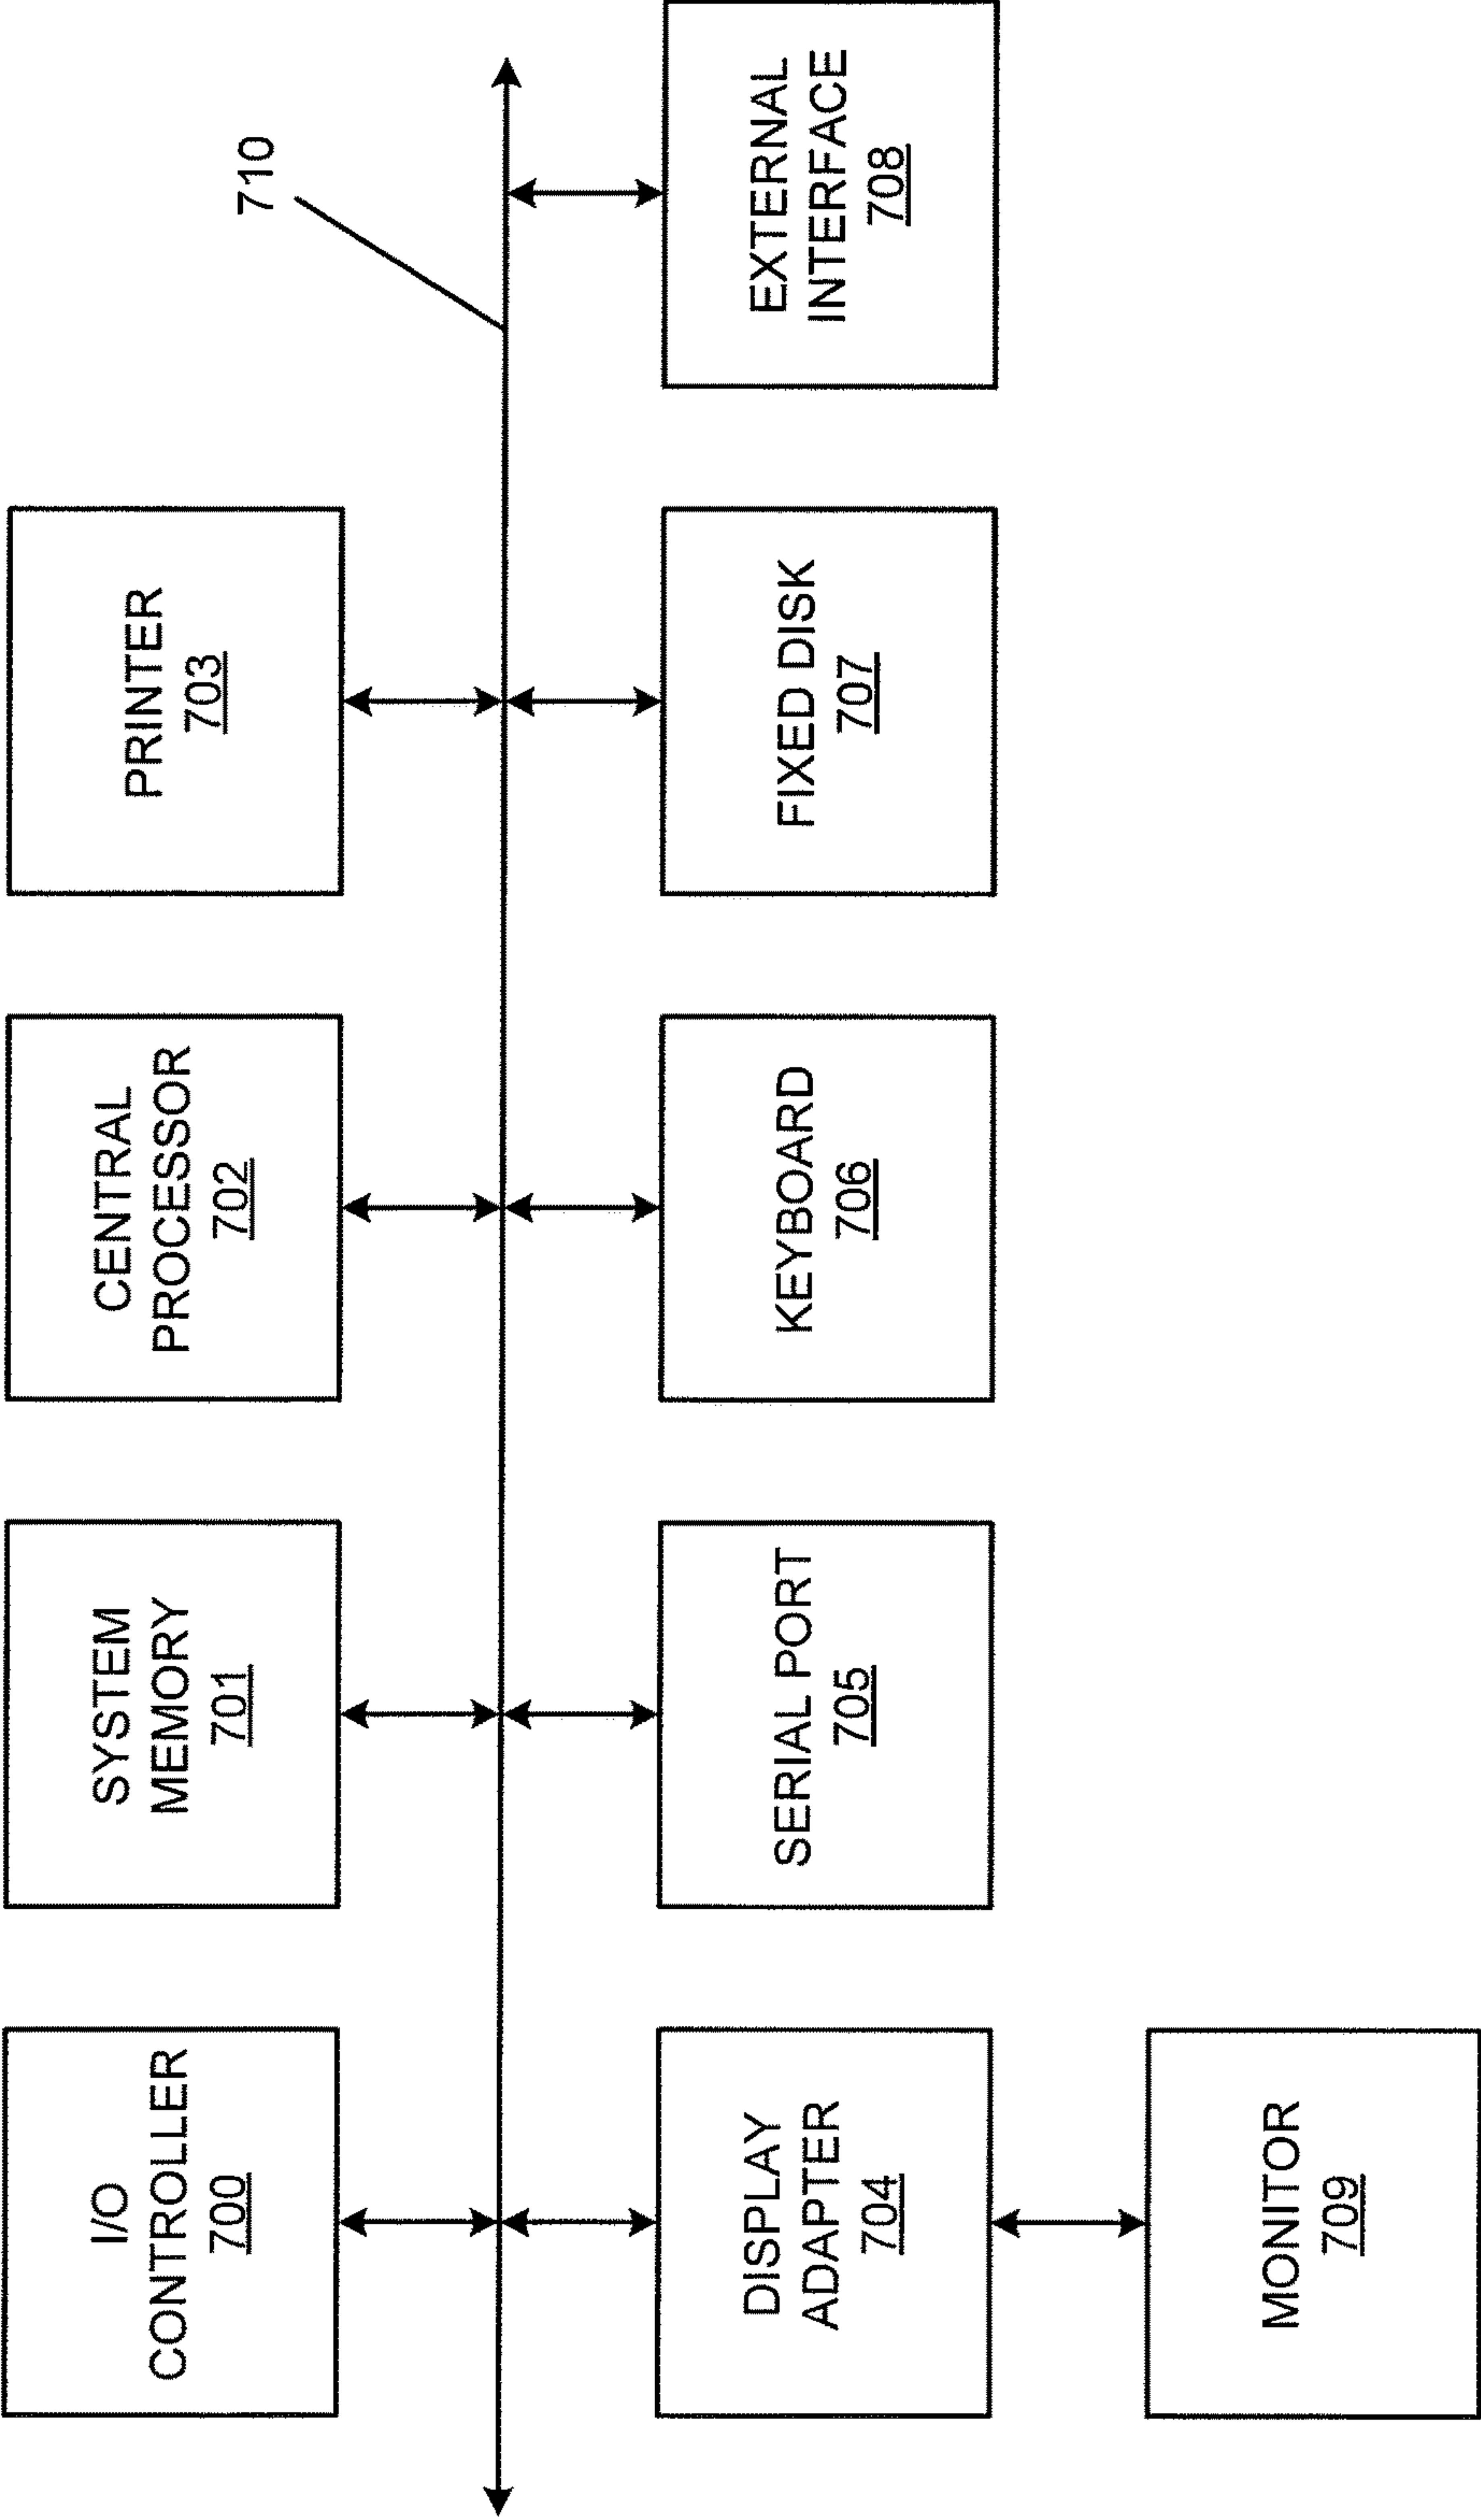 710
I/O
CONTROLLER
700
SYSTEM
MEMORY
701
CENTRAL
PROCESSOR
702
PRINTER
703
DISPLAY
ADAPTER
704
SERIAL PORT
705
KEYBOARD
706
FIXED DISK
707
EXTERNAL
INTERFACE
708
MONITOR
709